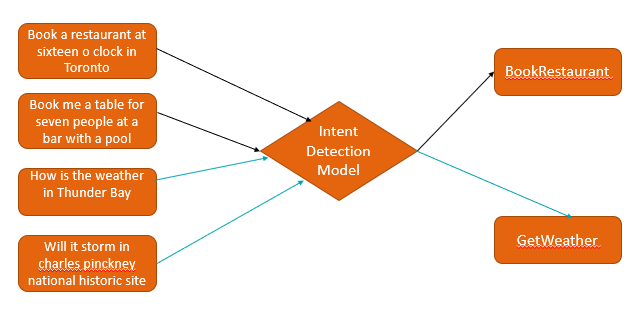 Book a restaurant at
sixteen o clock in
Toronto
Book me a table for
seven people at a
bar with a pool
How is the weather
in Thunder Bay
Will it storm in
charles pinckney
national historic site
Intent
Detection
Model
BookRestaurant
GetWeather